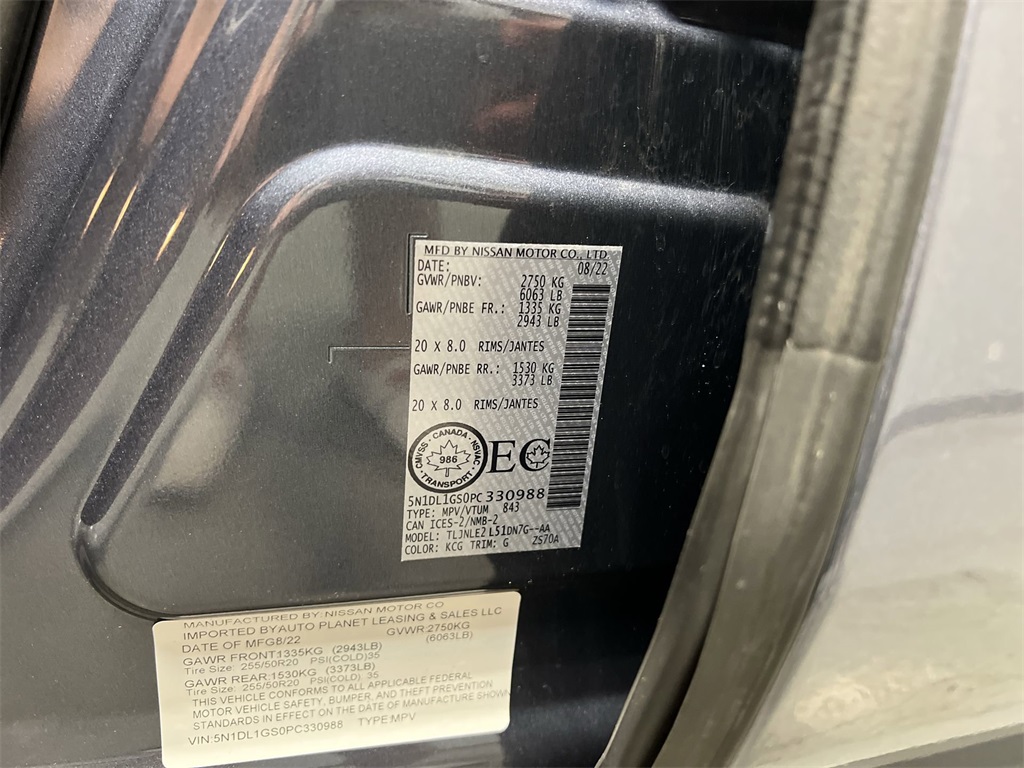 MFD BY NISSAN MOTOR CO., LTD.
DATE: 08/22
GVWR/PNBV: 2750 KG
6063 LB
GAWR/PNBE FR.: 1335 KG
2943 LB
20 X 8.0 RIMS/JANTES
GAWR/PNBE RR.: 1530 KG
3373 LB
20 X 8.0 RIMS/JANTES
CMVSS · CANADA · NSVAC
986
TRANSPORT
EC
5N1DL1GS0PC330988
TYPE: MPV/VTUM 843
CAN ICES-2/NMB-2
MODEL: TLJNLE2 L51DN7G--AA
COLOR: KCG TRIM: G 2S70A
MANUFACTURED BY: NISSAN MOTOR CO
IMPORTED BY AUTO PLANET LEASING & SALES LLC
DATE OF MFG8/22 GVWR:2750KG
(6063LB)
GAWR FRONT1335KG (2943LB)
Tire Size: 255/50R20 PSI(COLD)35
GAWR REAR:1530KG (3373LB)
Tire Size: 255/50R20 PSI(COLD) 35
THIS VEHICLE CONFORMS TO ALL APPLICABLE FEDERAL
MOTOR VEHICLE SAFETY, BUMPER, AND THEFT PREVENTION
STANDARDS IN EFFECT ON THE DATE OF MANUFACTURE SHOWN
VIN:5N1DL1GS0PC330988 TYPE:MPV